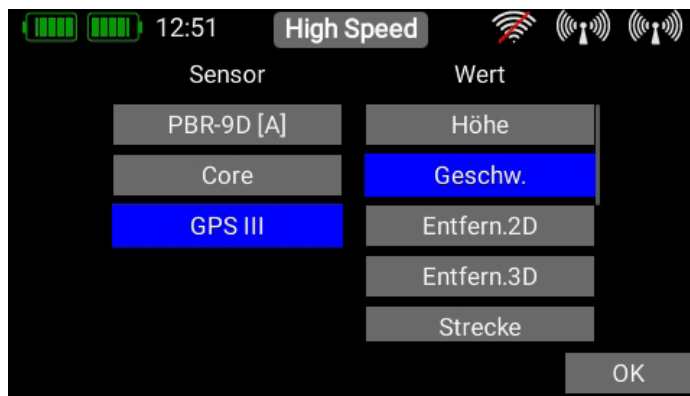 12:51 High Speed
Sensor Wert
PBR-9D [A] Höhe
Core Geschw.
GPS III Entfern.2D
Entfern.3D
Strecke
OK